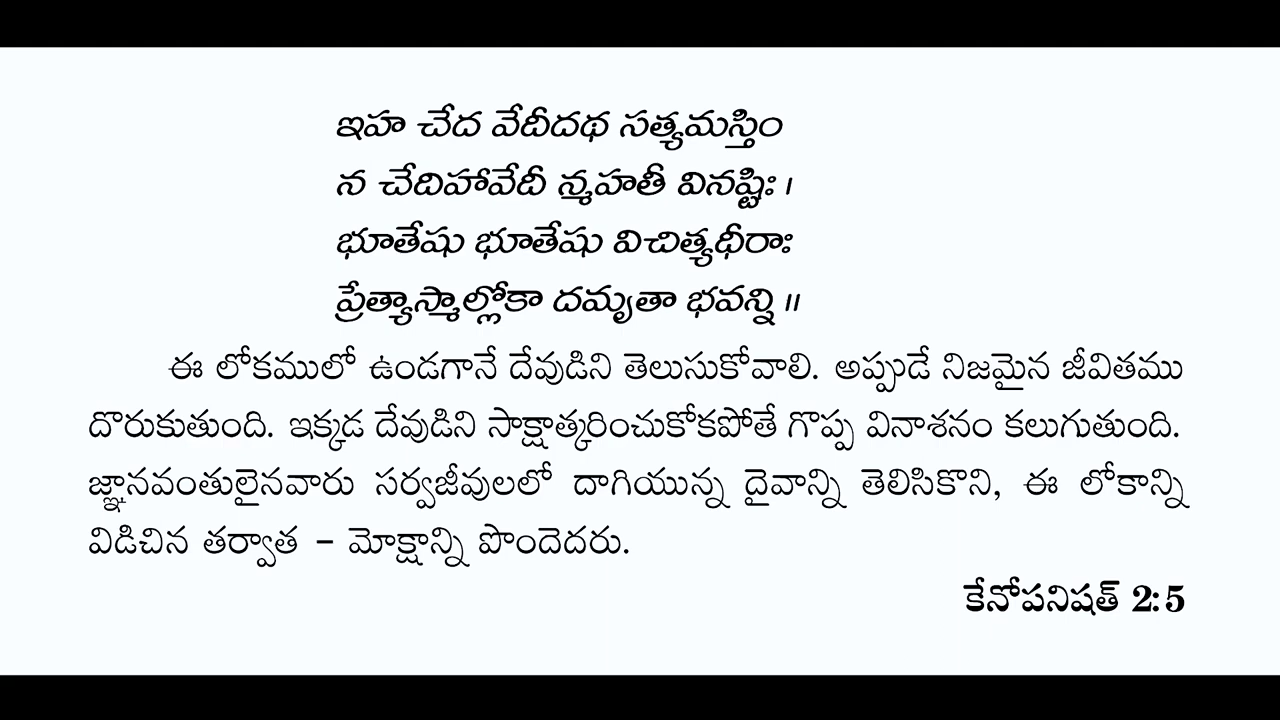 ఇహ చేద వేదీదథ సత్యమస్తిం
న చేదిహావేదీ న్మహతీ వినష్టిః ।
భూతేషు భూతేషు విచిత్యధీరాః
ప్రేత్యాస్మాల్లోకా దమృతా భవన్ని ॥
ఈ లోకములో ఉండగానే దేవుడిని తెలుసుకోవాలి. అప్పుడే నిజమైన జీవితము
దొరుకుతుంది. ఇక్కడ దేవుడిని సాక్షాత్కరించుకోకపోతే గొప్ప వినాశనం కలుగుతుంది.
జ్ఞానవంతులైనవారు సర్వజీవులలో దాగియున్న దైవాన్ని తెలిసికొని, ఈ లోకాన్ని
విడిచిన తర్వాత - మోక్షాన్ని పొందెదరు.
కేనోపనిషత్ 2:5